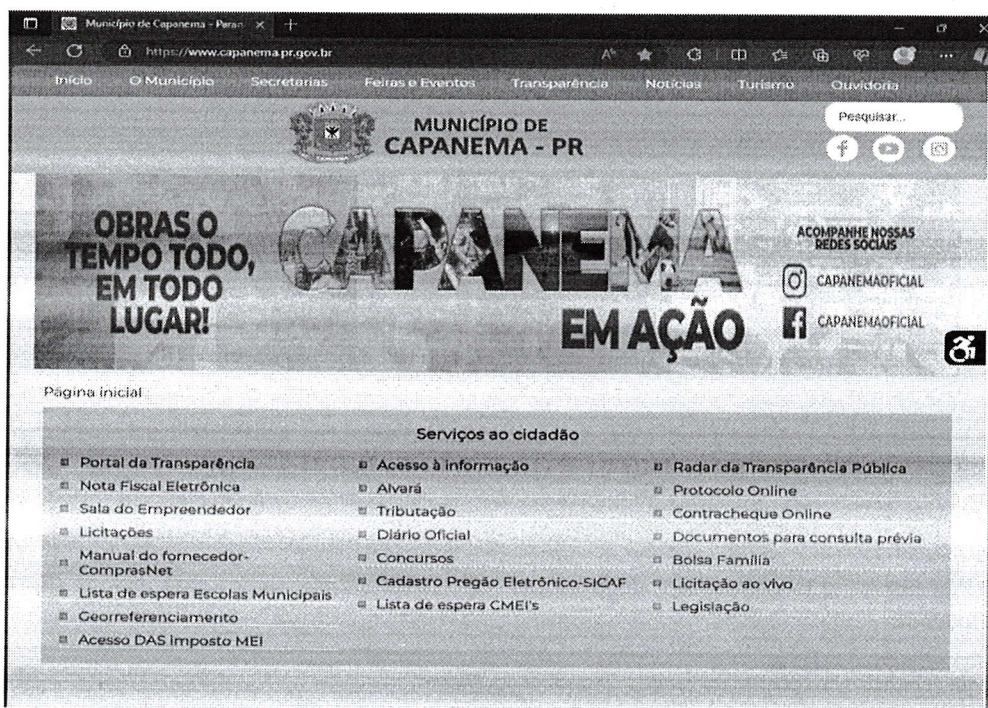 Município de Capanema - Paran
https://www.capanema.pr.gov.br
Início O Município Secretarias Feiras e Eventos Transparência Notícias Turismo Ouvidoria
Pesquisar...
MUNICÍPIO DE
CAPANEMA - PR
OBRAS O
TEMPO TODO,
EM TODO
LUGAR!
CAPANEMA
EM AÇÃO
ACOMPANHE NOSSAS
REDES SOCIAIS
CAPANEMAOFICIAL
CAPANEMAOFICIAL
Página inicial
Serviços ao cidadão
Portal da Transparência
Nota Fiscal Eletrônica
Sala do Empreendedor
Licitações
Manual do fornecedor-
ComprasNet
Lista de espera Escolas Municipais
Georreferenciamento
Acesso DAS imposto MEI
Acesso à informação
Alvará
Tributação
Diário Oficial
Concursos
Cadastro Pregão Eletrônico-SICAF
Lista de espera CMEI's
Radar da Transparência Pública
Protocolo Online
Contracheque Online
Documentos para consulta prévia
Bolsa Família
Licitação ao vivo
Legislação